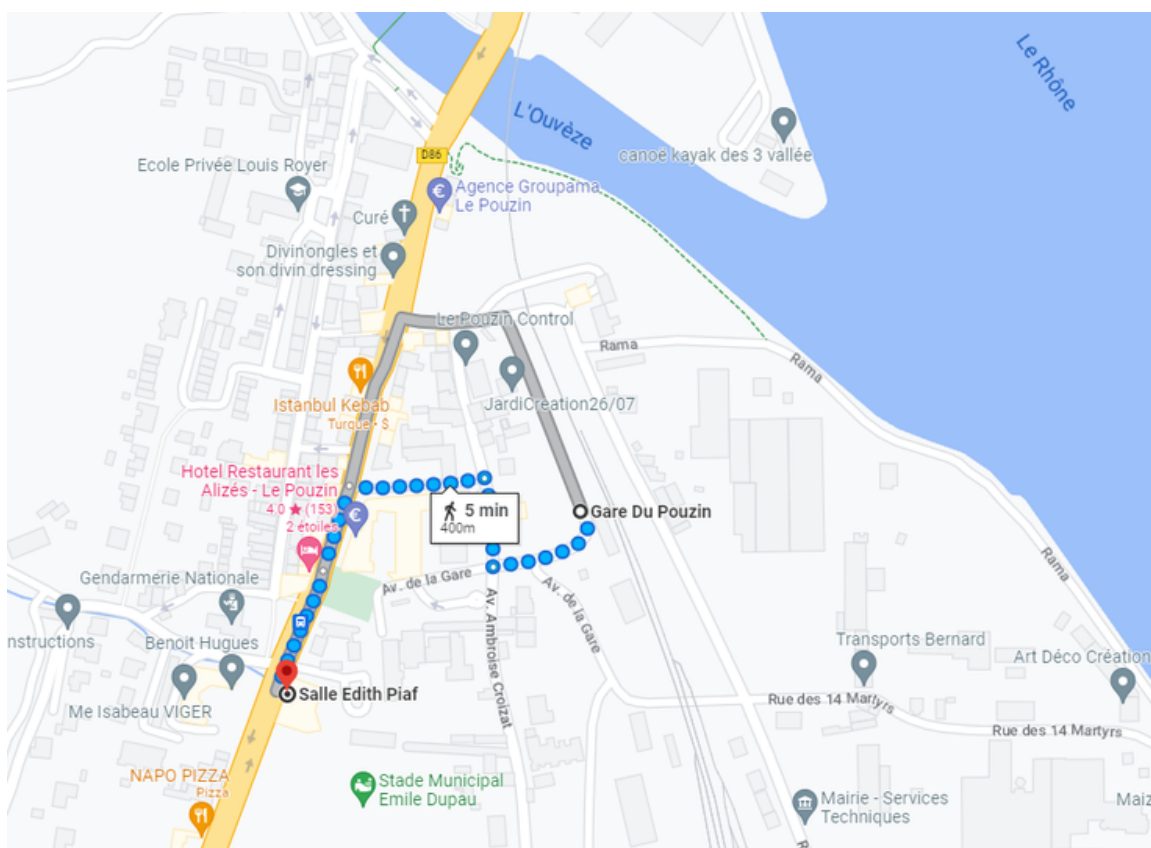 Le Rhône
L'Ouvèze
canoë kayak des 3 vallée
D86
Ecole Privée Louis Royer
Agence Groupama
Le Pouzin
Curé
Divin'ongles et
son divin dressing
Le Pouzin Control
Rama
Rama
JardiCreation26/07
Istanbul Kebab
Turque • $
Hotel Restaurant les
Alizés - Le Pouzin
4.0 ★ (153)
2 étoiles
5 min
400m
Gare Du Pouzin
Rama
Gendarmerie Nationale
Av. de la Gare
Av. de la Gare
Av. Ambroise Croizat
nstructions
Benoit Hugues
Transports Bernard
Art Déco Création
Salle Edith Piaf
Me Isabeau VIGER
Rue des 14 Martyrs
Rue des 14 Martyrs
NAPO PIZZA
Pizza
Stade Municipal
Emile Dupau
Mairie - Services
Techniques
Maiz